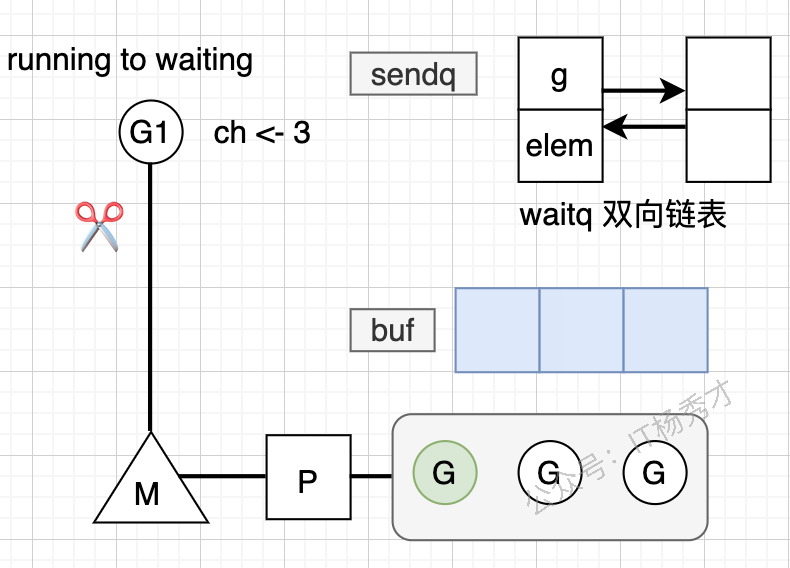 running to waiting
sendq
g
elem
G1
ch <- 3
waitq 双向链表
buf
M
P
G
G
G
公众号：IT杨秀才